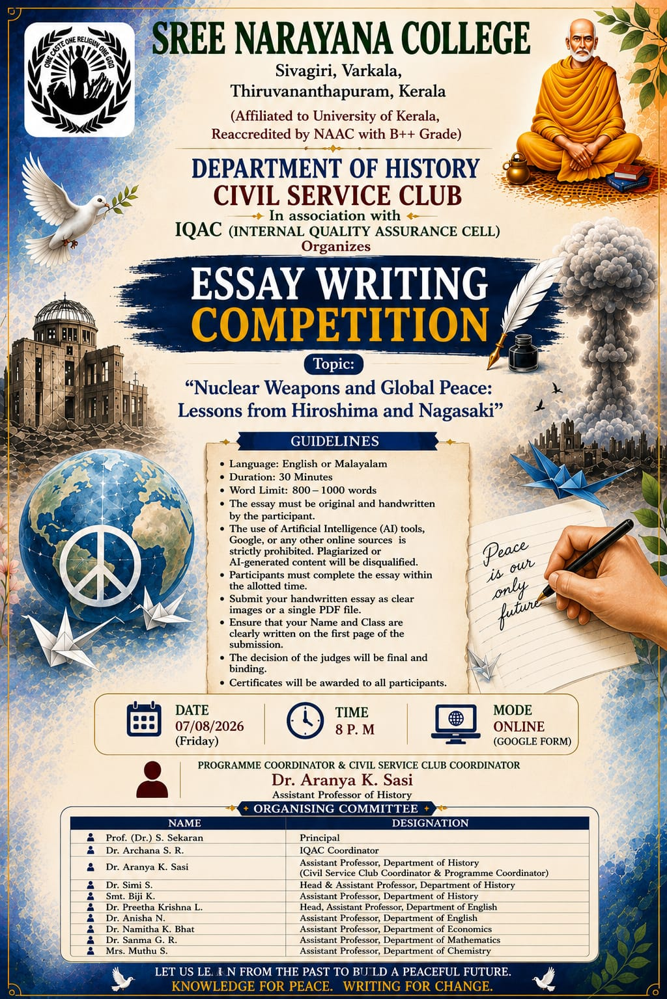 ONE CASTE ONE RELIGION ONE GOD
SREE NARAYANA COLLEGE
Sivagiri, Varkala,
Thiruvananthapuram, Kerala
(Affiliated to University of Kerala,
Reaccredited by NAAC with B++ Grade)
DEPARTMENT OF HISTORY
CIVIL SERVICE CLUB
In association with
IQAC (INTERNAL QUALITY ASSURANCE CELL)
Organizes
ESSAY WRITING
COMPETITION
Topic:
“Nuclear Weapons and Global Peace:
Lessons from Hiroshima and Nagasaki”
GUIDELINES
• Language: English or Malayalam
• Duration: 30 Minutes
• Word Limit: 800 – 1000 words
• The essay must be original and handwritten
by the participant.
• The use of Artificial Intelligence (AI) tools,
Google, or any other online sources is
strictly prohibited. Plagiarized or
AI-generated content will be disqualified.
• Participants must complete the essay within
the allotted time.
• Submit your handwritten essay as clear
images or a single PDF file.
• Ensure that your Name and Class are
clearly written on the first page of the
submission.
• The decision of the judges will be final and
binding.
• Certificates will be awarded to all participants.
Peace
is our
only
future
DATE
07/08/2026
(Friday)
TIME
8 P. M
MODE
ONLINE
(GOOGLE FORM)
PROGRAMME COORDINATOR & CIVIL SERVICE CLUB COORDINATOR
Dr. Aranya K. Sasi
Assistant Professor of History
ORGANISING COMMITTEE
NAME DESIGNATION
Prof. (Dr.) S. Sekaran Principal
Dr. Archana S. R. IQAC Coordinator
Dr. Aranya K. Sasi Assistant Professor, Department of History
(Civil Service Club Coordinator & Programme Coordinator)
Dr. Simi S. Head & Assistant Professor, Department of History
Smt. Biji K. Assistant Professor, Department of History
Dr. Preetha Krishna L. Head, Assistant Professor, Department of English
Dr. Anisha N. Assistant Professor, Department of English
Dr. Namitha K. Bhat Assistant Professor, Department of Economics
Dr. Sanma G. R. Assistant Professor, Department of Mathematics
Mrs. Muthu S. Assistant Professor, Department of Chemistry
LET US FROM THE PAST TO A PEACEFUL FUTURE.
KNOWLEDGE FOR PEACE. WRITING FOR CHANGE.